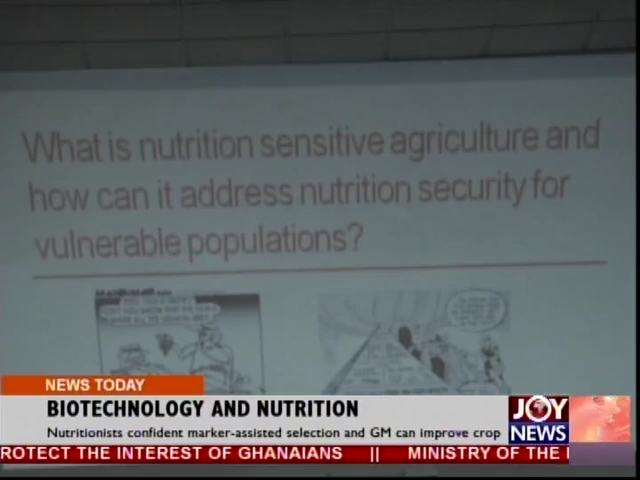 What is nutrition sensitive agriculture and
how can it address nutrition security for
vulnerable populations?
NEWS TODAY
BIOTECHNOLOGY AND NUTRITION
Nutritionists confident marker-assisted selection and GM can improve crop
JOY
NEWS
ROTECT THE INTEREST OF GHANAIANS || MINISTRY OF THE I